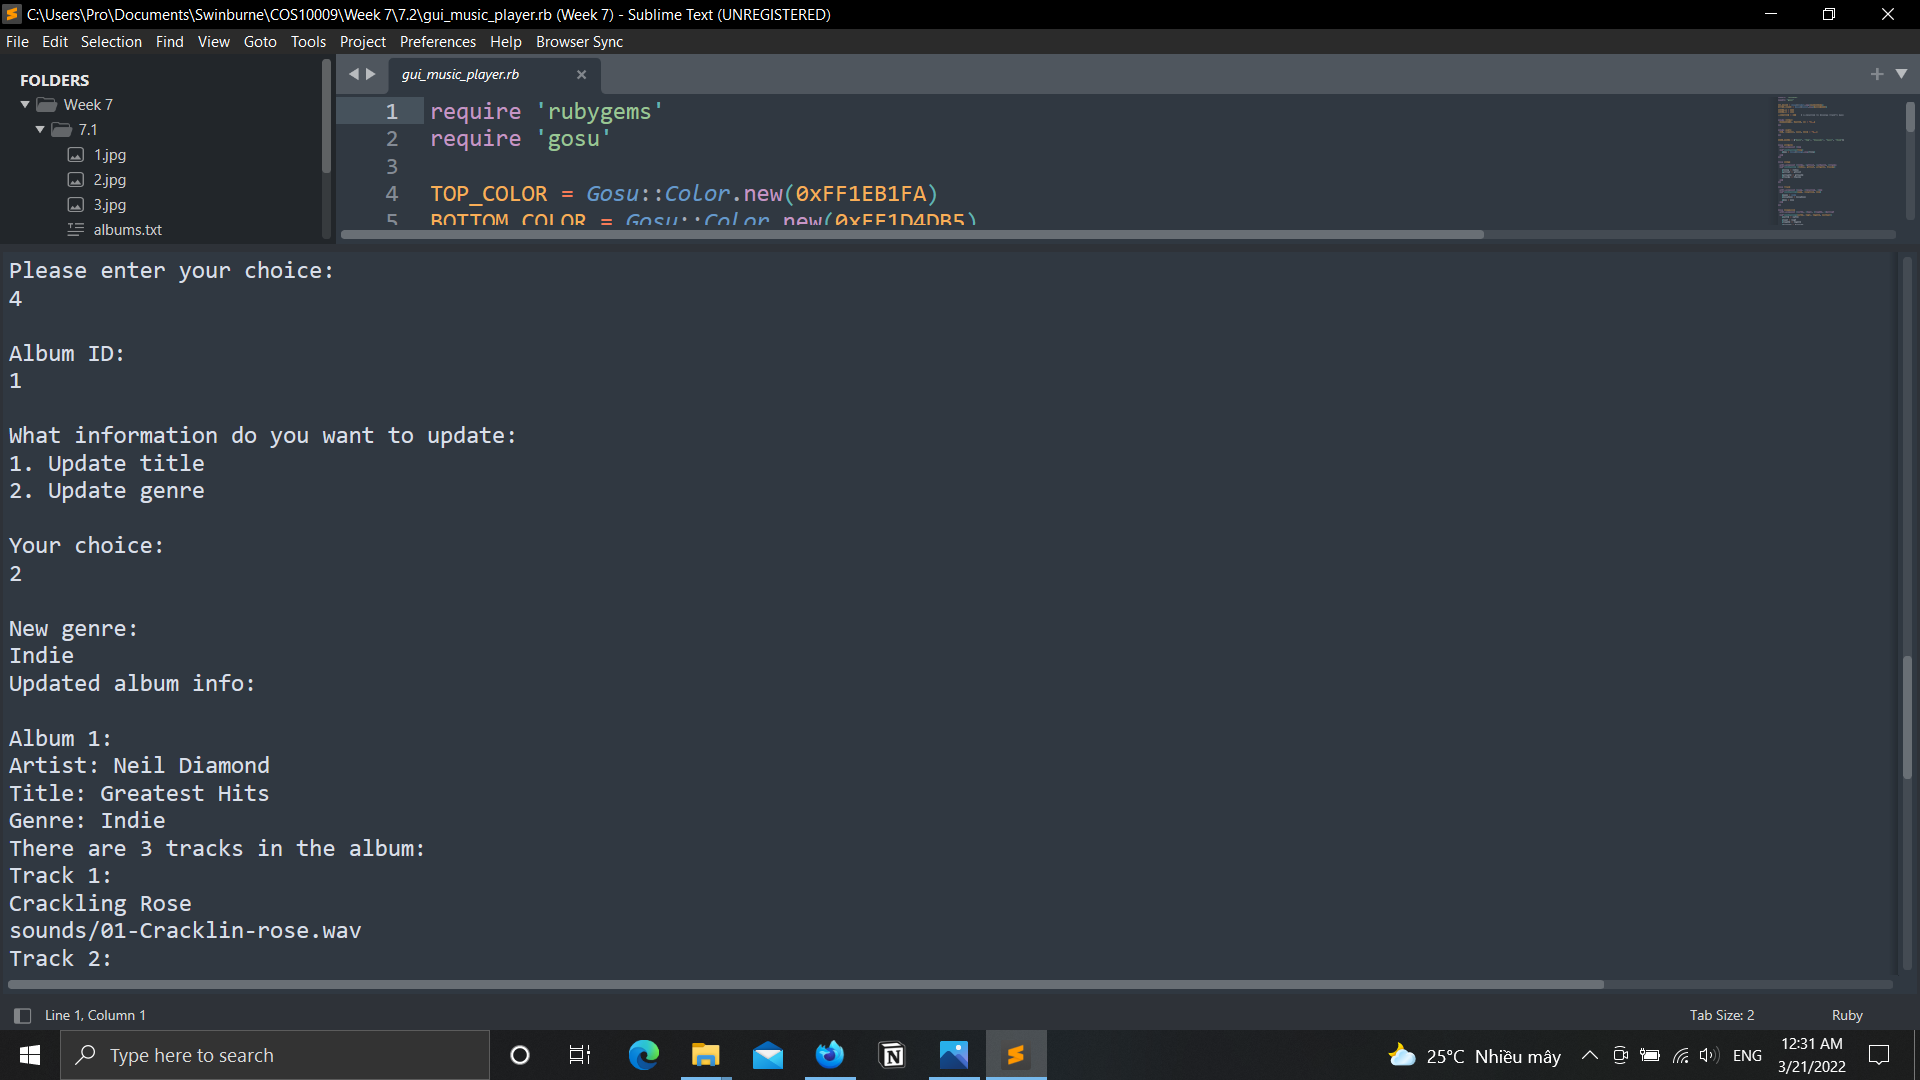 C:\Users\Pro\Documents\Swinburne\COS10009\Week 7\7.2\gui_music_player.rb (Week 7) - Sublime Text (UNREGISTERED)
File Edit Selection Find View Goto Tools Project Preferences Help Browser Sync
FOLDERS
Week 7
7.1
1.jpg
2.jpg
3.jpg
albums.txt
gui_music_player.rb
1 require 'rubygems'
2 require 'gosu'
3
4 TOP_COLOR = Gosu::Color.new(0xFF1EB1FA)
5 BOTTOM_COLOR = Gosu::Color.new(0xFF1D4DB5)
Please enter your choice:
4
Album ID:
1
What information do you want to update:
1. Update title
2. Update genre
Your choice:
2
New genre:
Indie
Updated album info:
Album 1:
Artist: Neil Diamond
Title: Greatest Hits
Genre: Indie
There are 3 tracks in the album:
Track 1:
Crackling Rose
sounds/01-Cracklin-rose.wav
Track 2:
Line 1, Column 1
Tab Size: 2
Ruby
Type here to search
25°C Nhiều mây
ENG
12:31 AM
3/21/2022